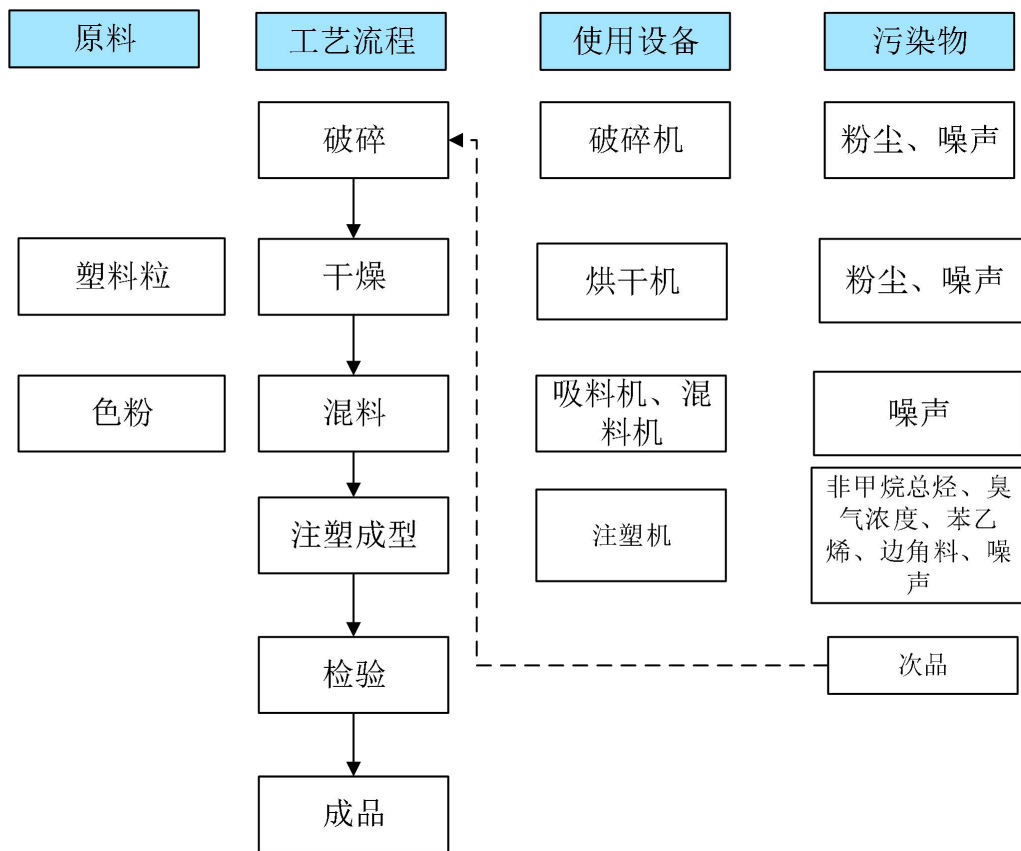 原料
工艺流程
使用设备
污染物
破碎
破碎机
粉尘、噪声
塑料粒
干燥
烘干机
粉尘、噪声
色粉
混料
吸料机、混
料机
噪声
注塑成型
注塑机
非甲烷总烃、臭
气浓度、苯乙
烯、边角料、噪
声
检验
次品
成品